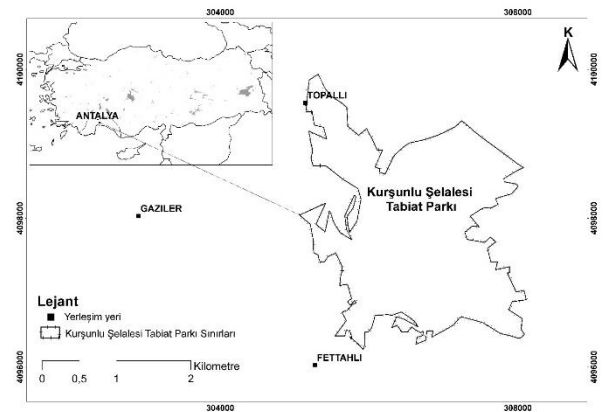 304000
308000
4100000
4100000
K
ANTALYA
TOPALLI
Kurşunlu Şelalesi
Tabiat Parkı
GAZILER
4098000
4098000
Lejant
Yerleşim yeri
Kurşunlu Şelalesi Tabiat Parkı Sınırları
Kilometre
0 0,5 1 2
FETTAHLI
4096000
4096000
304000
308000